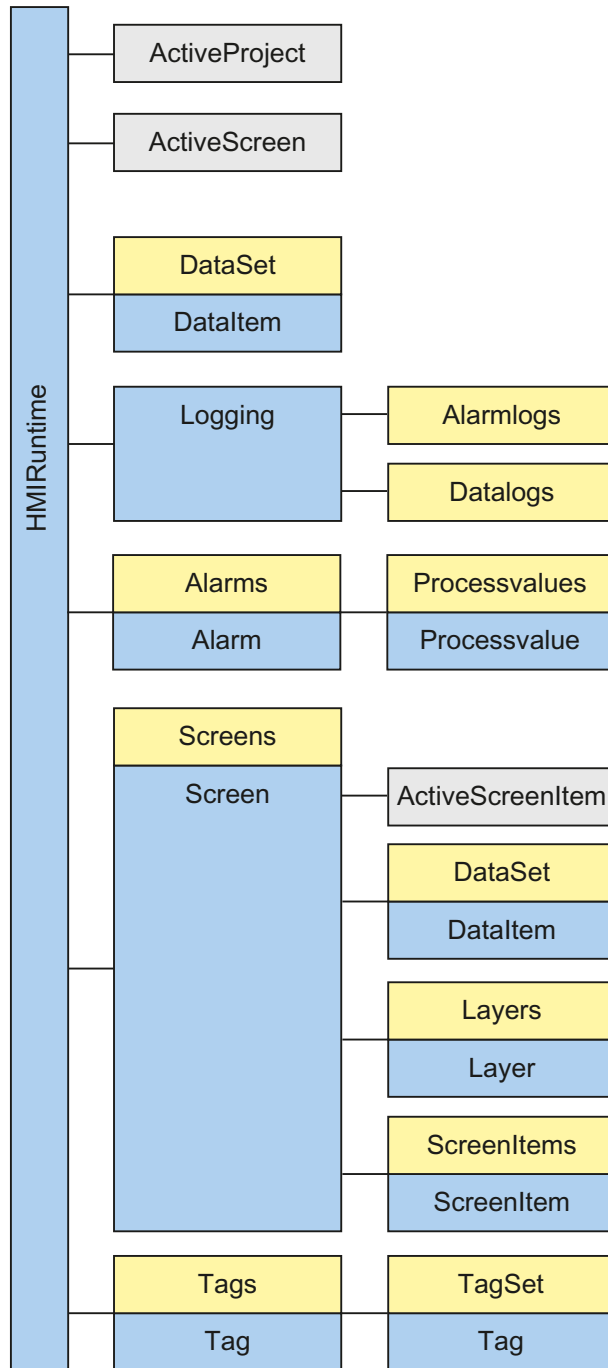 HMIRuntime
ActiveProject
ActiveScreen
DataSet
DataItem
Logging
Alarmlogs
Datalogs
Alarms
Alarm
Processvalues
Processvalue
Screens
Screen
ActiveScreenItem
DataSet
DataItem
Layers
Layer
ScreenItems
ScreenItem
Tags
Tag
TagSet
Tag